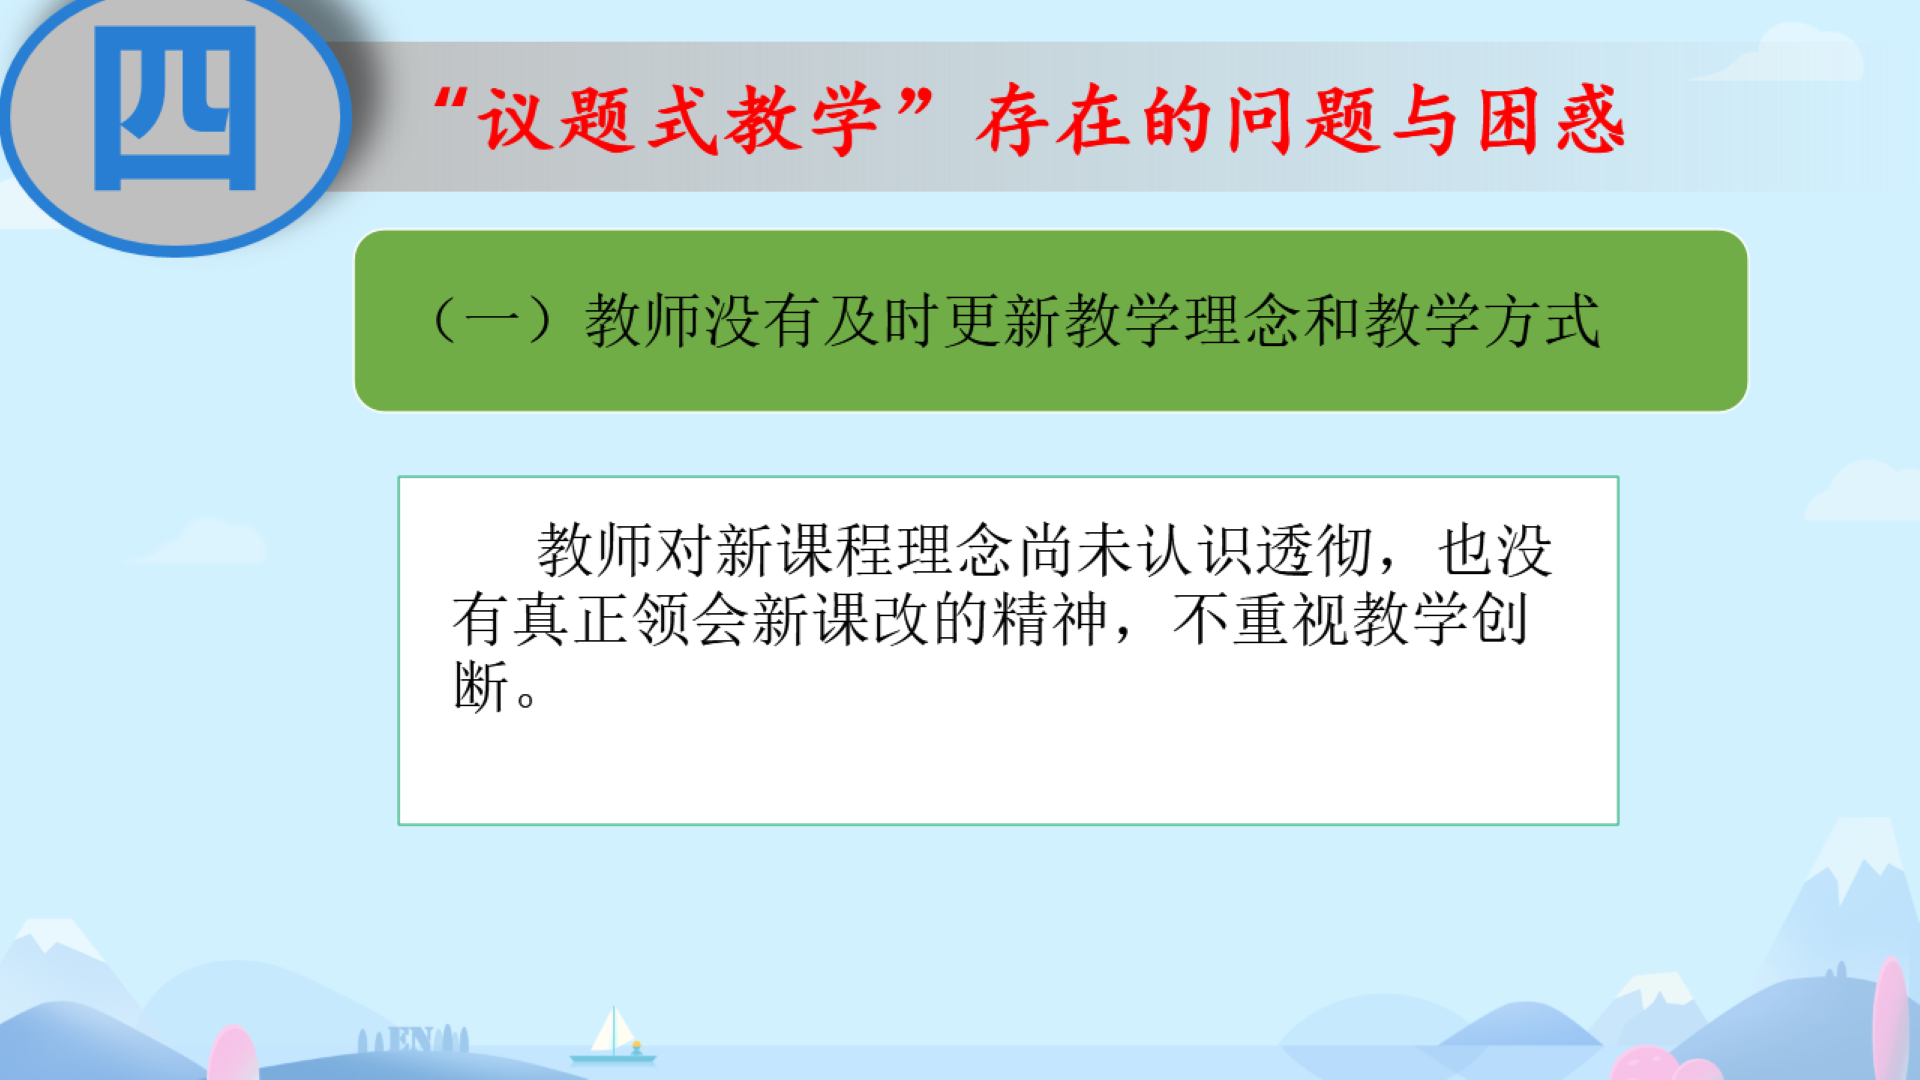 四
“议题式教学”存在的问题与困惑
（一）教师没有及时更新教学理念和教学方式
教师对新课程理念尚未认识透彻，也没
有真正领会新课改的精神，不重视教学创
断。
EN